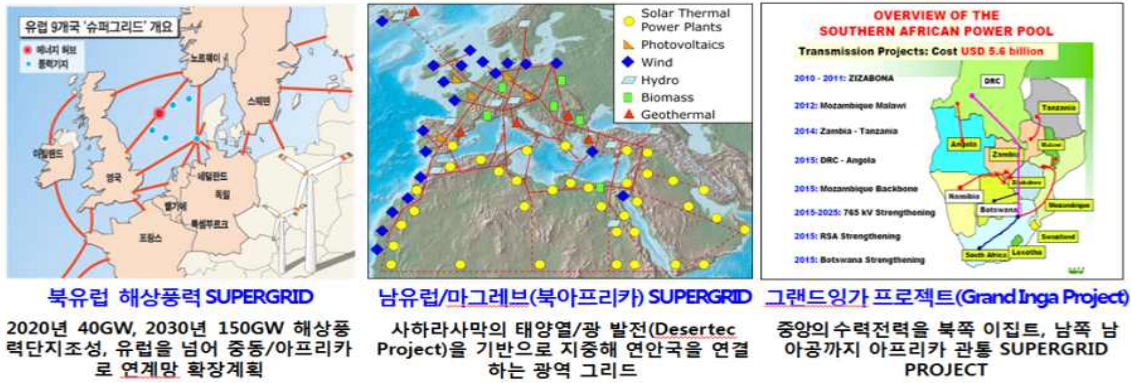 유럽 9개국 '슈퍼그리드' 개요
에너지 허브
풍력기지
노르웨이
스웨덴
아일랜드
영국
네덜란드
독일
벨기에
룩셈부르크
프랑스
북유럽 해상풍력 SUPERGRID
2020년 40GW, 2030년 150GW 해상풍
력단지조성, 유럽을 넘어 중동/아프리카
로 연계망 확장계획
Solar Thermal
Power Plants
Photovoltaics
Wind
Hydro
Biomass
Geothermal
남유럽/마그레브(북아프리카) SUPERGRID
사하라사막의 태양열/광 발전(Desertec
Project)을 기반으로 지중해 연안국을 연결
하는 광역 그리드
OVERVIEW OF THE
SOUTHERN AFRICAN POWER POOL
Transmission Projects: Cost USD 5.6 billion
2010 - 2011: ZIZABONA
2012: Mozambique Malawi
2014: Zambia - Tanzania
2015: DRC - Angola
2015: Mozambique Backbone
2015-2025: 765 kV Strengthening
2015: RSA Strengthening
2015: Botswana Strengthening
DRC
Tanzania
Angola
Zambia
Malawi
Zimbabwe
Namibia
Botswana
Mozambique
Swaziland
South Africa
Lesotho
그랜드잉가 프로젝트(Grand Inga Project)
중앙의 수력전력을 북쪽 이집트, 남쪽 남
아공까지 아프리카 관통 SUPERGRID
PROJECT